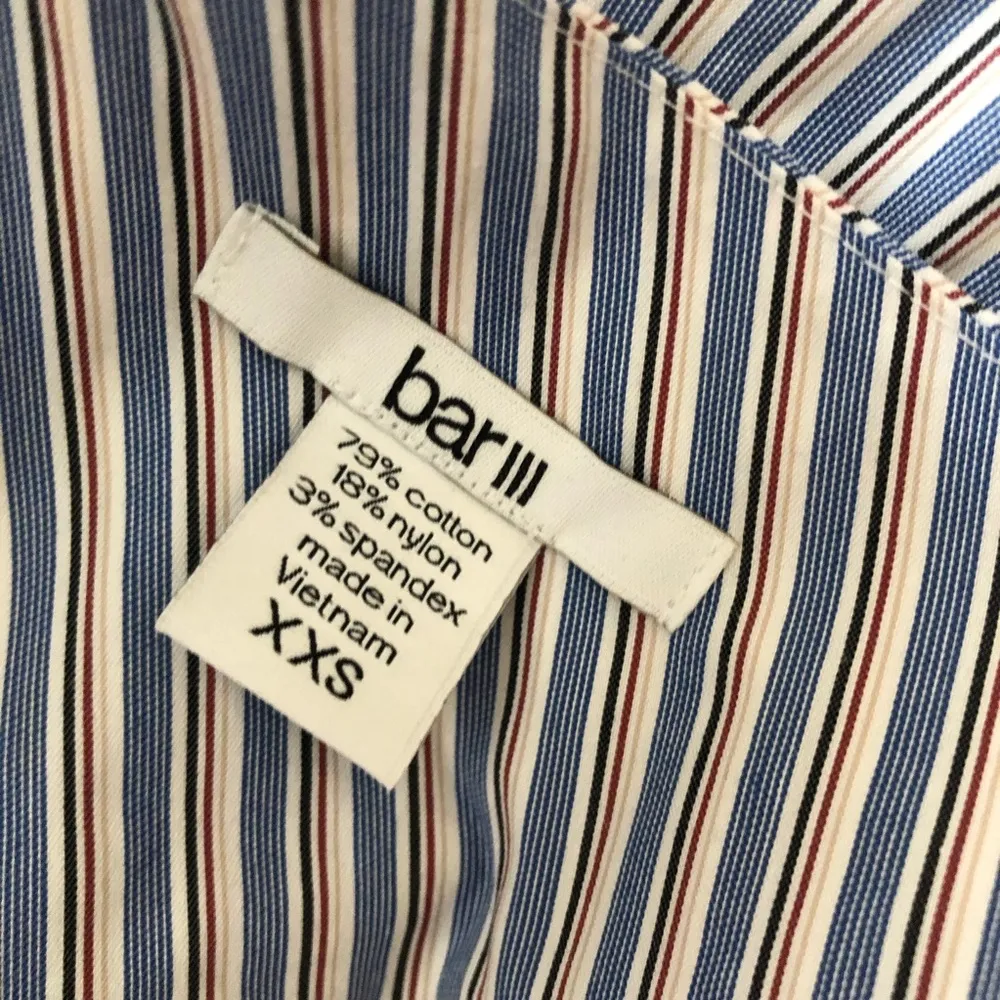 bar III
79% cotton
18% nylon
3% spandex
made in
Vietnam
XXS